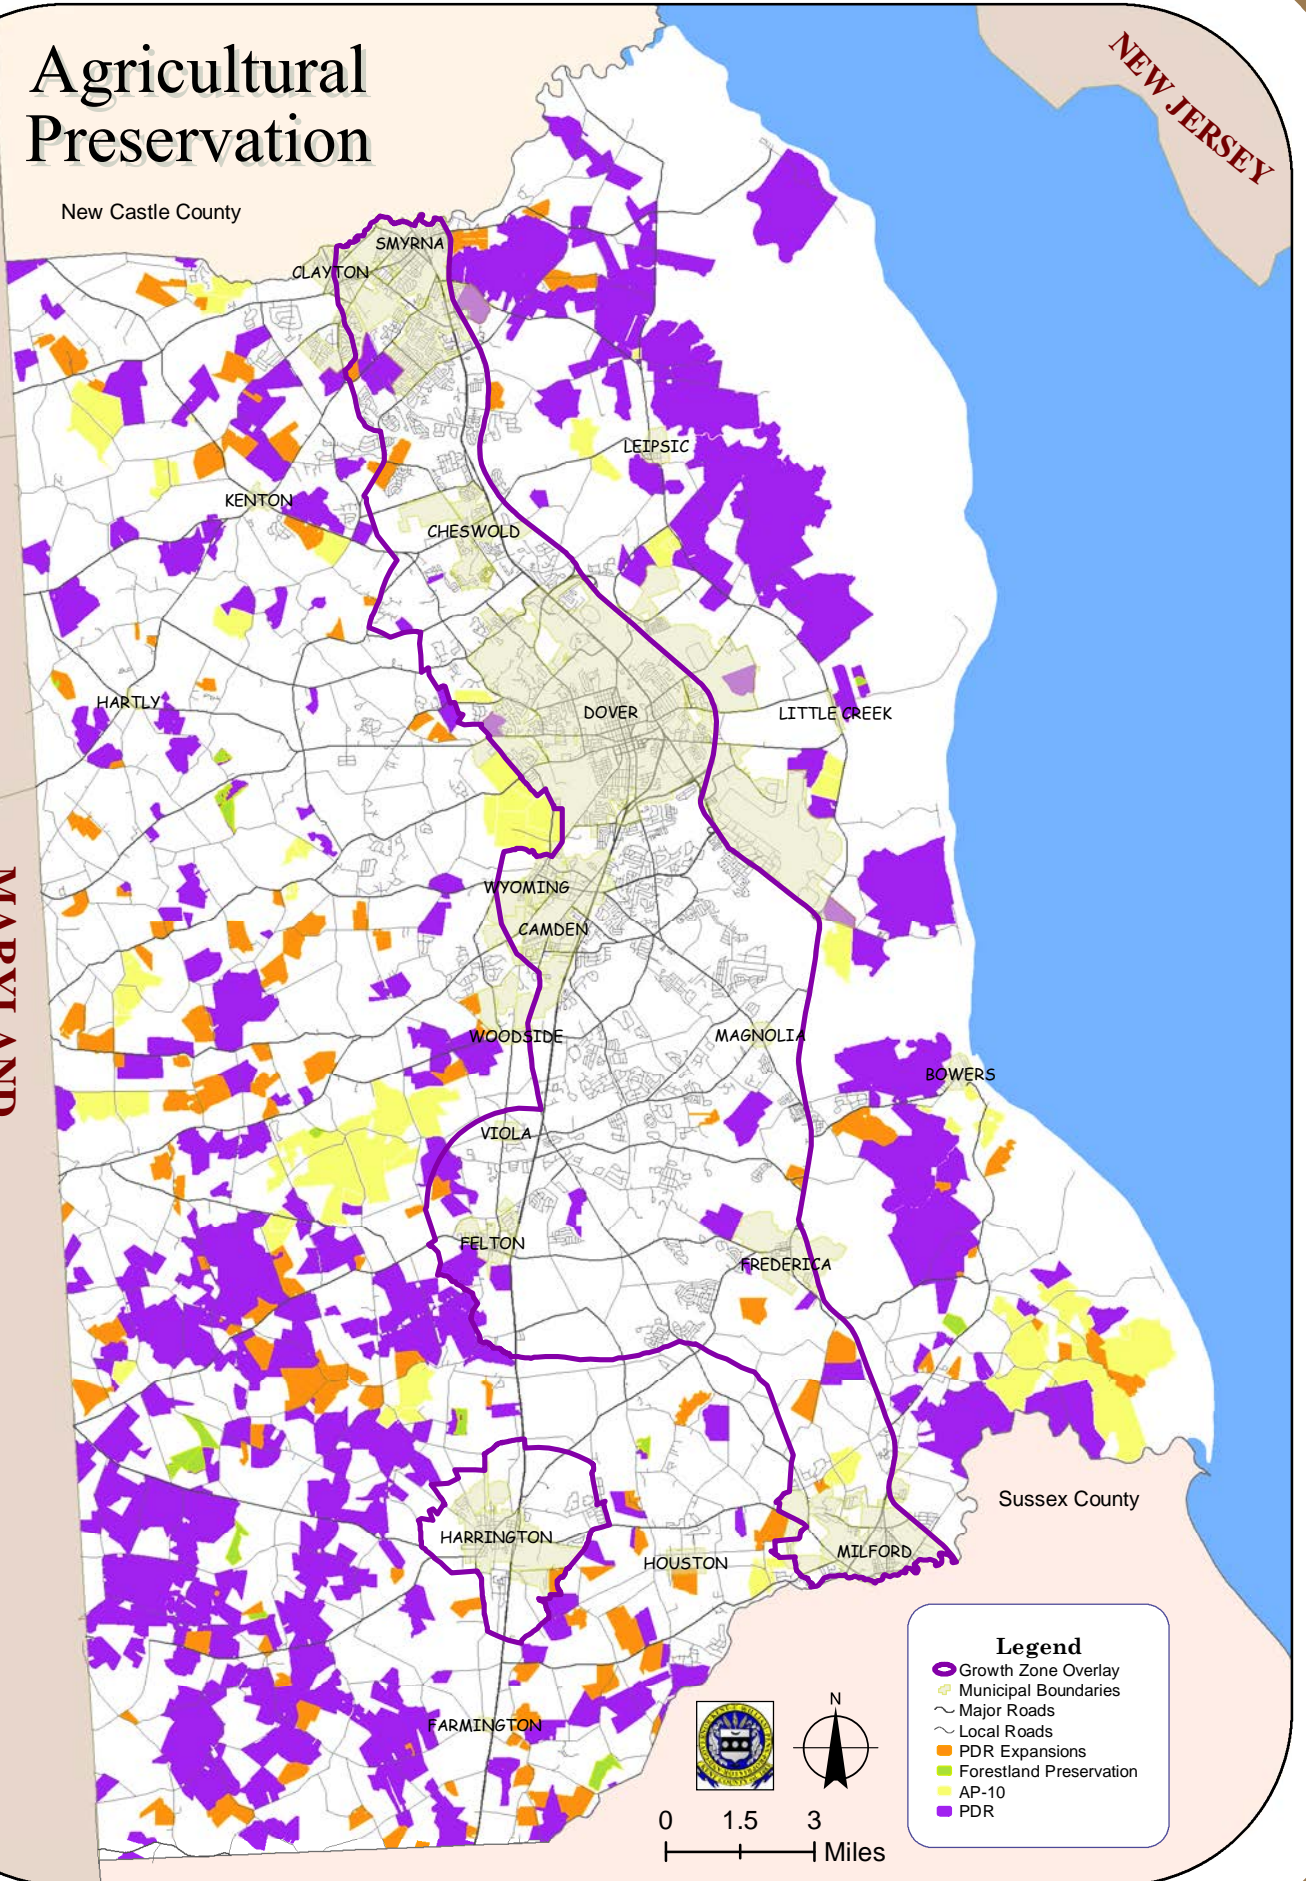 Agricultural
Preservation
NEW JERSEY
New Castle County
SMYRNA
CLAYTON
LEIPSIC
KENTON
CHESWOLD
HARTLY
DOVER
LITTLE CREEK
MARYLAND
WYOMING
CAMDEN
WOODSIDE
MAGNOLIA
BOWERS
VIOLA
FELTON
FREDERICA
Sussex County
HARRINGTON
HOUSTON
MILFORD
FARMINGTON
Legend
Growth Zone Overlay
Municipal Boundaries
Major Roads
Local Roads
PDR Expansions
Forestland Preservation
AP-10
PDR
N
0 1.5 3
Miles